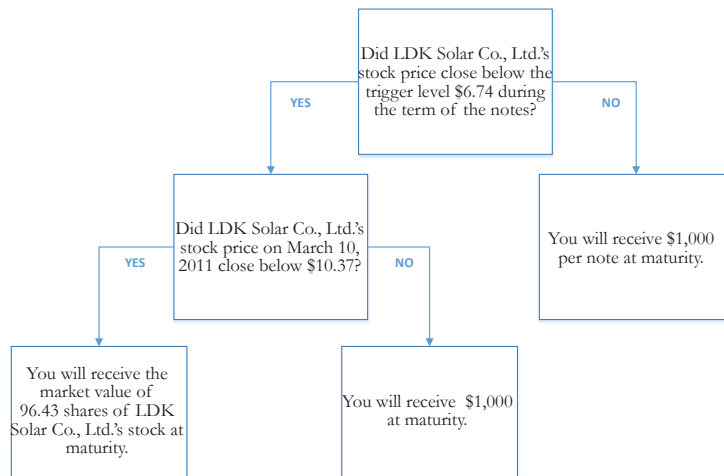 Did LDK Solar Co., Ltd.'s
stock price close below the
trigger level $6.74 during
the term of the notes?
YES
NO
Did LDK Solar Co., Ltd.'s
stock price on March 10,
2011 close below $10.37?
You will receive $1,000
per note at maturity.
YES
NO
You will receive the
market value of
96.43 shares of LDK
Solar Co., Ltd.'s stock at
maturity.
You will receive $1,000
at maturity.